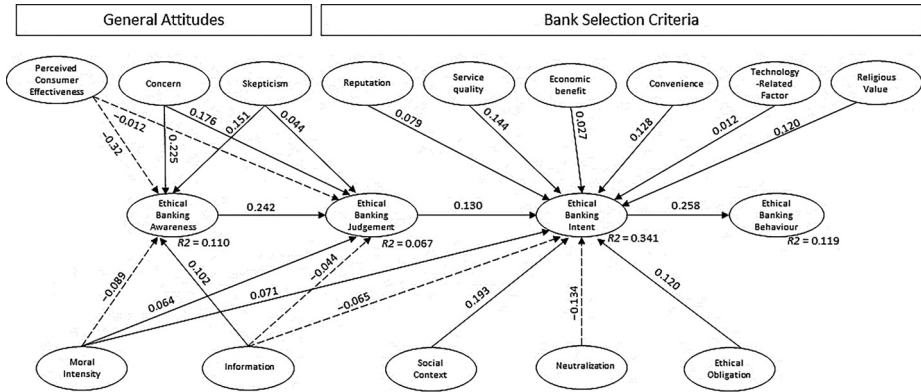 General Attitudes
Bank Selection Criteria
Perceived
Consumer
Effectiveness
Concern
Skepticism
Reputation
Service
quality
Economic
benefit
Convenience
Technology
-Related
Factor
Religious
Value
−0.012
0.176
0.151
0.044
−0.32
0.225
0.079
0.144
0.027
0.128
0.012
0.120
Ethical
Banking
Awareness
R2 = 0.110
0.242
Ethical
Banking
Judgement
R2 = 0.067
0.130
Ethical
Banking
Intent
R2 = 0.341
0.258
Ethical
Banking
Behaviour
R2 = 0.119
−0.089
0.102
0.064
0.071
−0.044
−0.065
0.193
−0.134
0.120
Moral
Intensity
Information
Social
Context
Neutralization
Ethical
Obligation